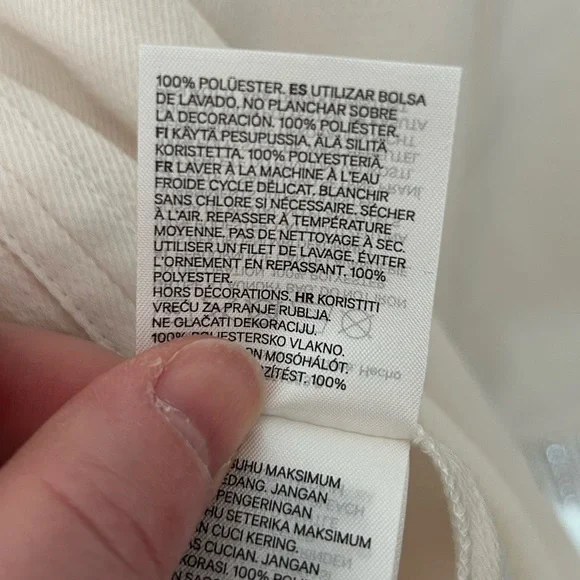 100% POLÜESTER. ES UTILIZAR BOLSA
DE LAVADO, NO PLANCHAR SOBRE
LA DECORACIÓN. 100% POLIÉSTER.
FI KÄYTÄ PESUPUSSIA, ÄLÄ SILITÄ
KORISTETTA. 100% POLYESTERIÄ.
FR LAVER À LA MACHINE À L'EAU
FROIDE CYCLE DÉLICAT. BLANCHIR
SANS CHLORE SI NÉCESSAIRE. SÉCHER
À L'AIR. REPASSER À TEMPÉRATURE
MOYENNE. PAS DE NETTOYAGE À SEC.
UTILISER UN FILET DE LAVAGE, ÉVITER
L'ORNEMENT EN REPASSANT. 100%
POLYESTER.
HORS DÉCORATIONS. HR KORISTITI
VREĆU ZA PRANJE RUBLJA.
NE GLAČATI DEKORACIJU.
100% POLIESTERSKO VLAKNO.
MOSÓHÁLÓT.
100%
MAKSIMUM
JANGAN
PENGERINGAN
SETERIKA MAKSIMUM
CUCI KERING.
CUCIAN. JANGAN
100%